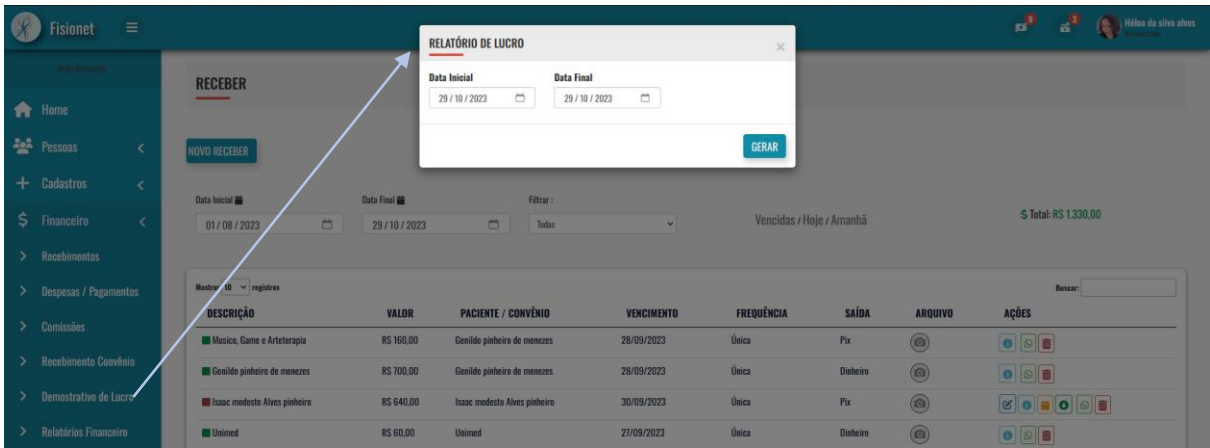 Fisionet
9
3
Hêloa da silva alves
RELATÓRIO DE LUCRO
×
Data Inicial
Data Final
29 / 10 / 2023
29 / 10 / 2023
GERAR
Home
Pessoas
Cadastros
Financeiro
Recebimentos
Despesas / Pagamentos
Comissões
Recebimento Convênio
Demostrativo de Lucro
Relatórios Financeiro
RECEBER
NOVO RECEBER
Data Inicial
Data Final
Filtrar :
01 / 08 / 2023
29 / 10 / 2023
Todas
Vencidas / Hoje / Amanhã
$ Total: R$ 1.330,00
Mostrar 10 registros
Buscar:
DESCRIÇÃO VALOR PACIENTE / CONVÊNIO VENCIMENTO FREQUÊNCIA SAÍDA ARQUIVO AÇÕES
Musico, Game e Arteterapia R$ 160,00 Genildo pinheiro de menezes 28/09/2023 Única Pix
Genildo pinheiro de menezes R$ 700,00 Genildo pinheiro de menezes 28/09/2023 Única Dinheiro
Isaac modesto Alves pinheiro R$ 640,00 Isaac modesto Alves pinheiro 30/09/2023 Única Pix
Unimed R$ 60,00 Unimed 27/09/2023 Única Dinheiro